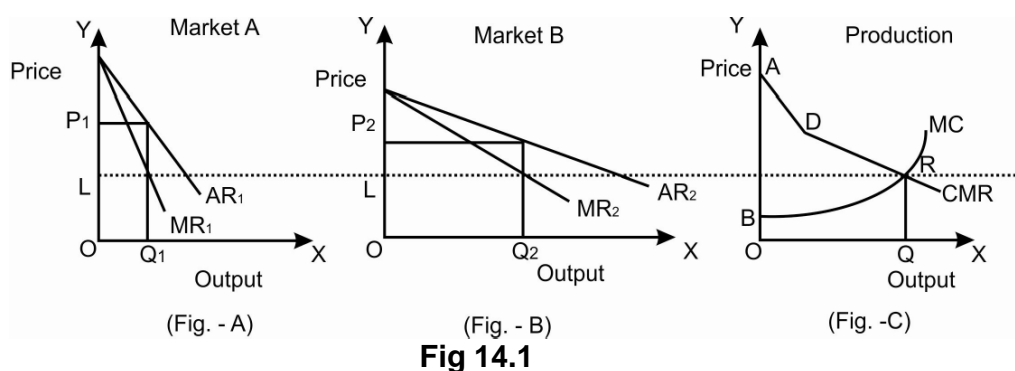 Y
Market A
Price
P1
L
AR1
MR1
O
Q1
X
Output
(Fig. - A)
Y
Market B
Price
P2
L
AR2
MR2
O
Q2
X
Output
(Fig. - B)
Y
Production
Price
A
D
MC
R
CMR
B
O
Q
X
Output
(Fig. -C)
Fig 14.1